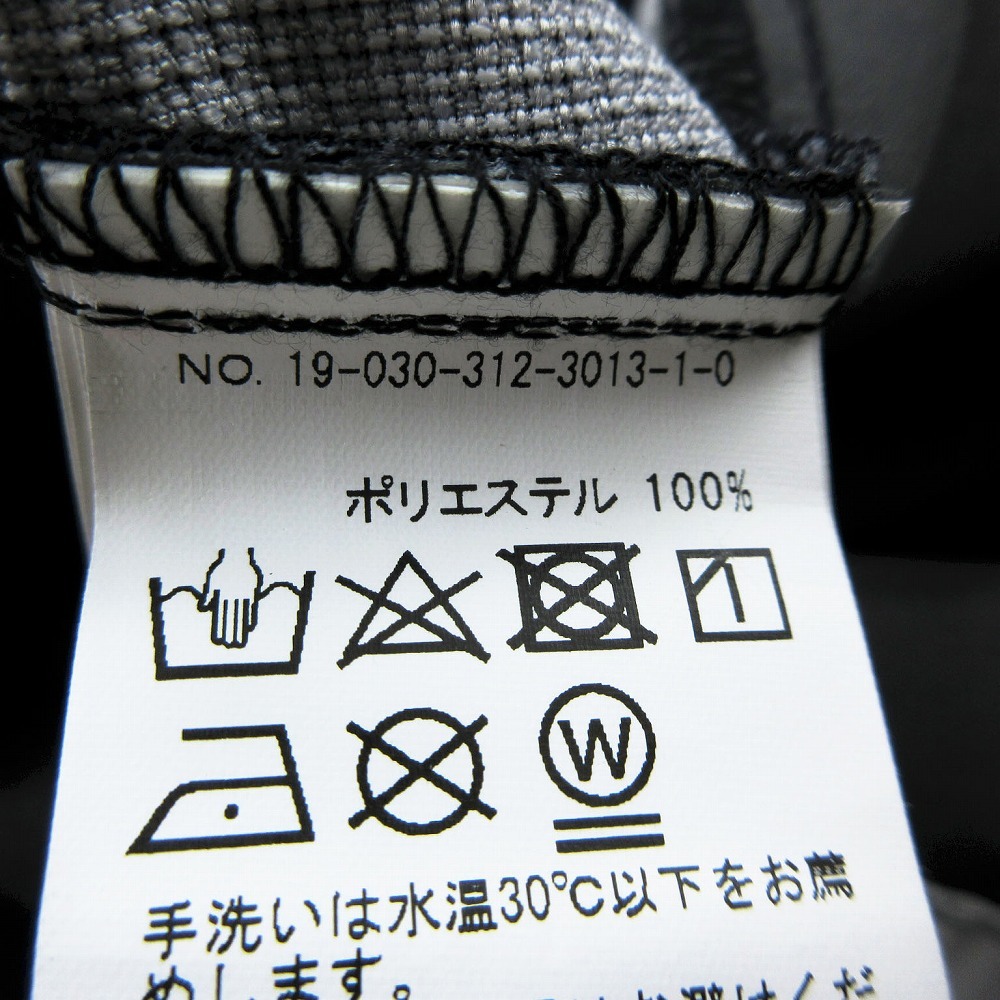 NO. 19-030-312-3013-1-0
ポリエステル 100%
W
手洗いは水温30℃以下をお薦
めします。